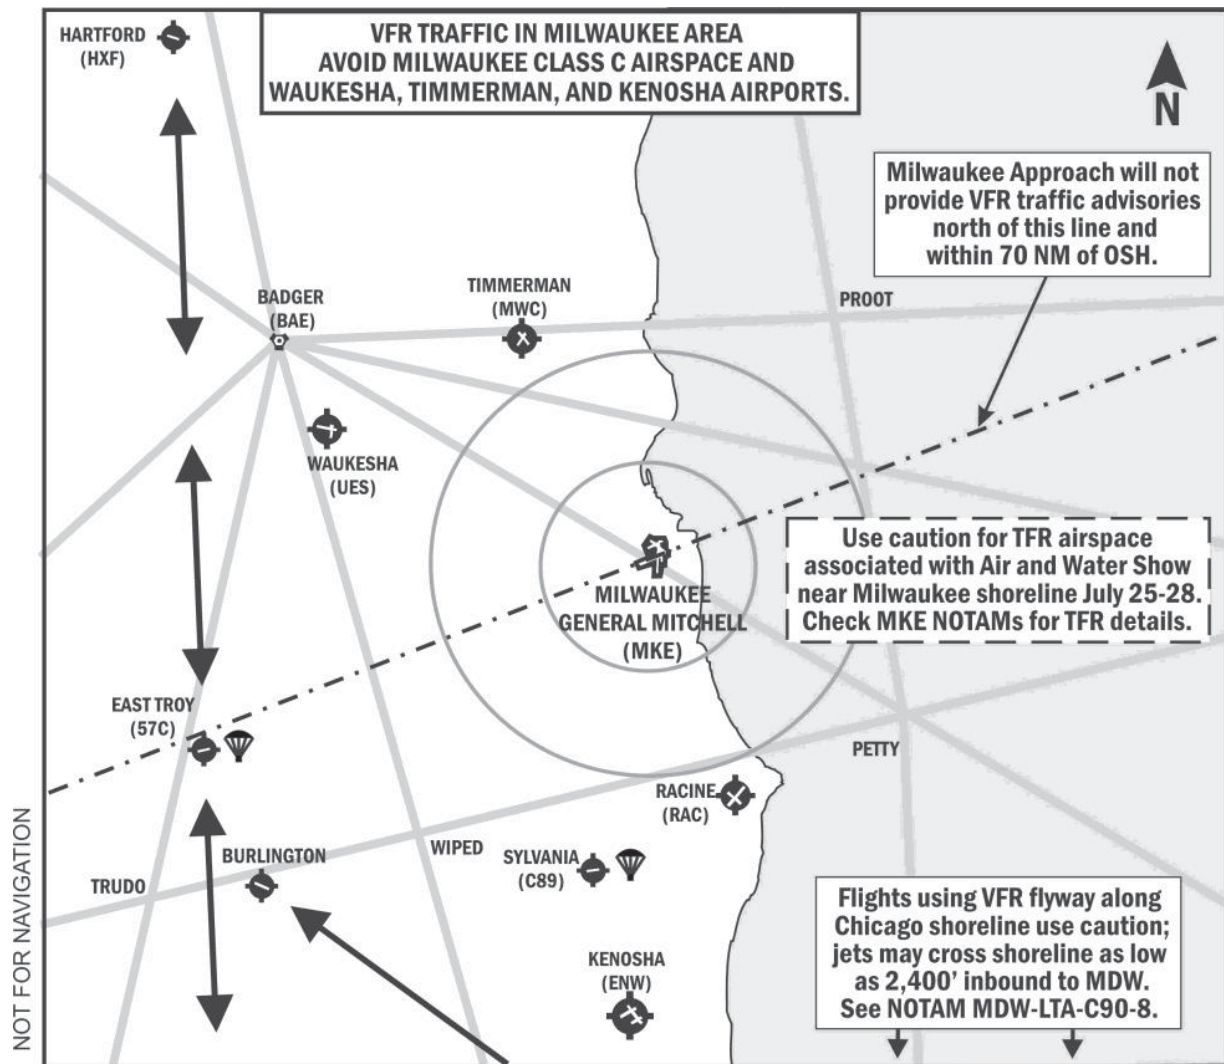 HARTFORD
(HXF)
VFR TRAFFIC IN MILWAUKEE AREA
AVOID MILWAUKEE CLASS C AIRSPACE AND
WAUKESHA, TIMMERMAN, AND KENOSHA AIRPORTS.
N
Milwaukee Approach will not
provide VFR traffic advisories
north of this line and
within 70 NM of OSH.
BADGER
(BAE)
TIMMERMAN
(MWC)
PROOT
WAUKESHA
(UES)
Use caution for TFR airspace
associated with Air and Water Show
near Milwaukee shoreline July 25-28.
Check MKE NOTAMs for TFR details.
MILWAUKEE
GENERAL MITCHELL
(MKE)
EAST TROY
(57C)
PETTY
RACINE
(RAC)
WIPED
BURLINGTON
TRUDO
SYLVANIA
(C89)
KENOSHA
(ENW)
Flights using VFR flyway along
Chicago shoreline use caution;
jets may cross shoreline as low
as 2,400' inbound to MDW.
See NOTAM MDW-LTA-C90-8.
NOT FOR NAVIGATION